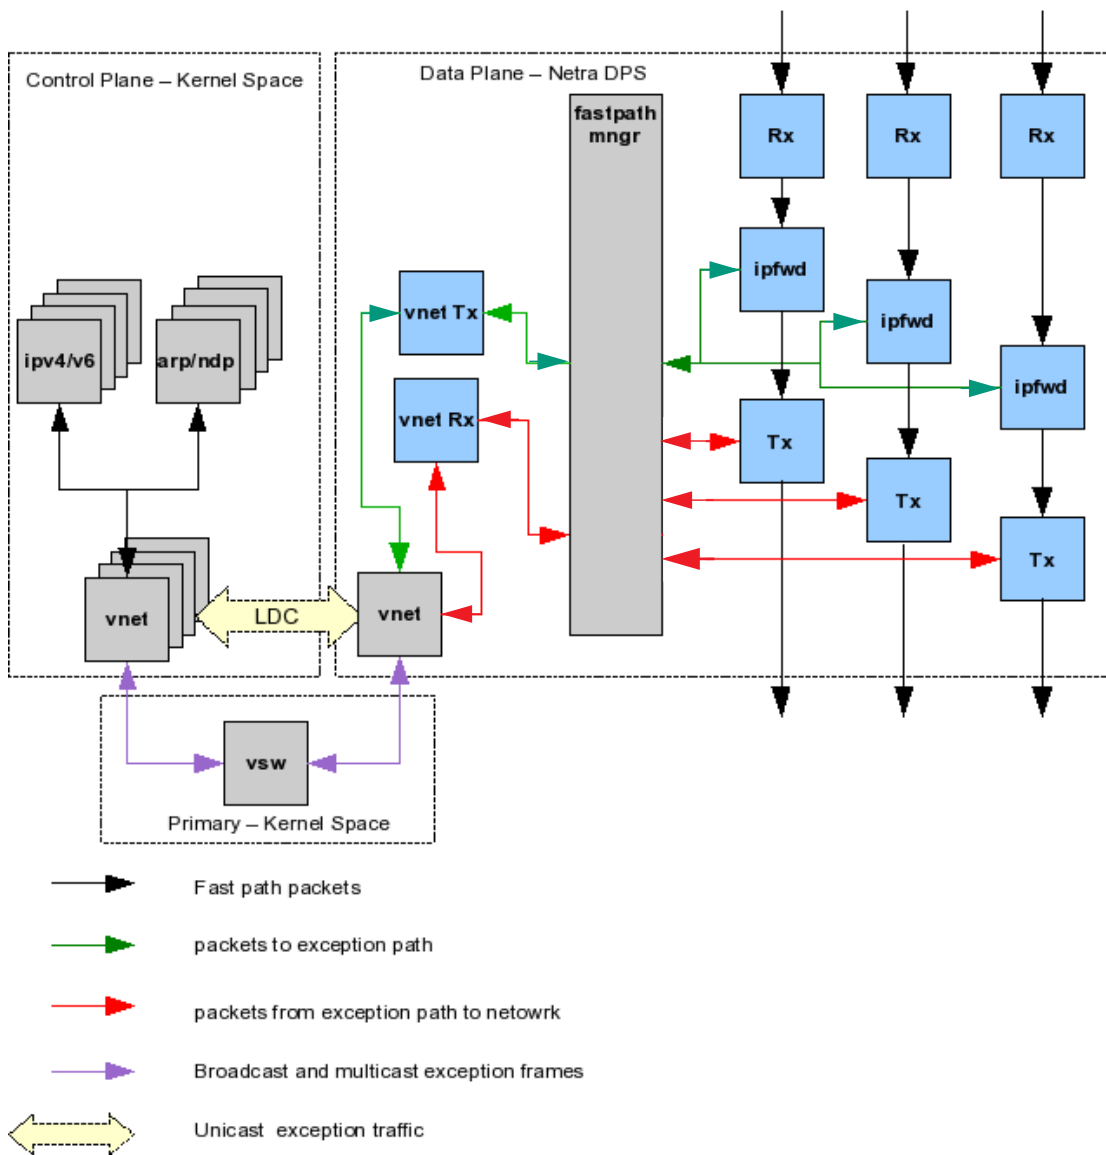 Control Plane – Kernel Space
Data Plane – Netra DPS
fastpath
mngr
Rx
Rx
Rx
ipfwd
ipfwd
ipfwd
vnet Tx
vnet Rx
ipv4/v6
arp/ndp
Tx
Tx
Tx
vnet
LDC
vnet
vsw
Primary – Kernel Space
Fast path packets
packets to exception path
packets from exception path to netowrk
Broadcast and multicast exception frames
Unicast exception traffic